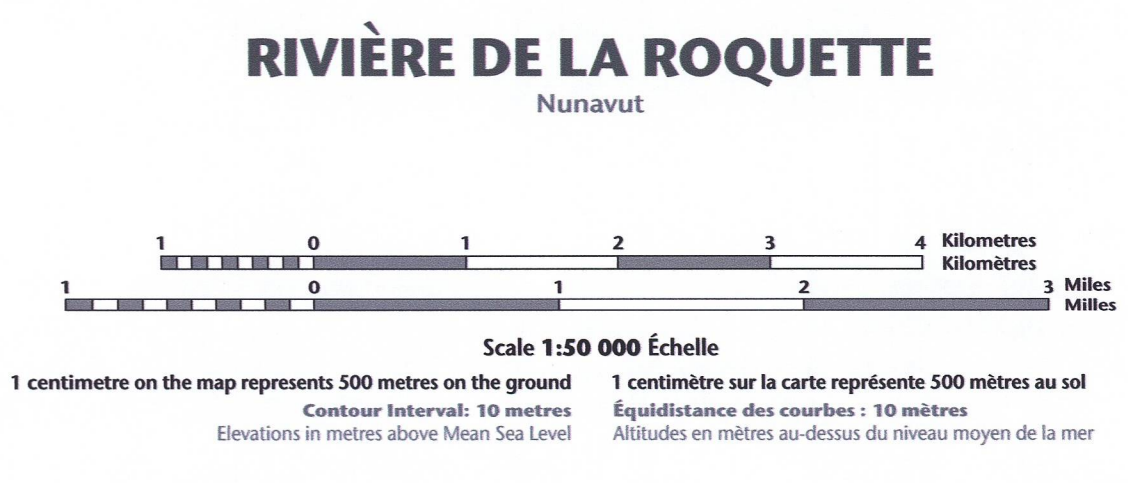 RIVIÈRE DE LA ROQUETTE
Nunavut
1 0 1 2 3 4 Kilometres
Kilomètres
1 0 1 2 3 Miles
Milles
Scale 1:50 000 Échelle
1 centimetre on the map represents 500 metres on the ground
Contour Interval: 10 metres
Elevations in metres above Mean Sea Level
1 centimètre sur la carte représente 500 mètres au sol
Équidistance des courbes : 10 mètres
Altitudes en mètres au-dessus du niveau moyen de la mer